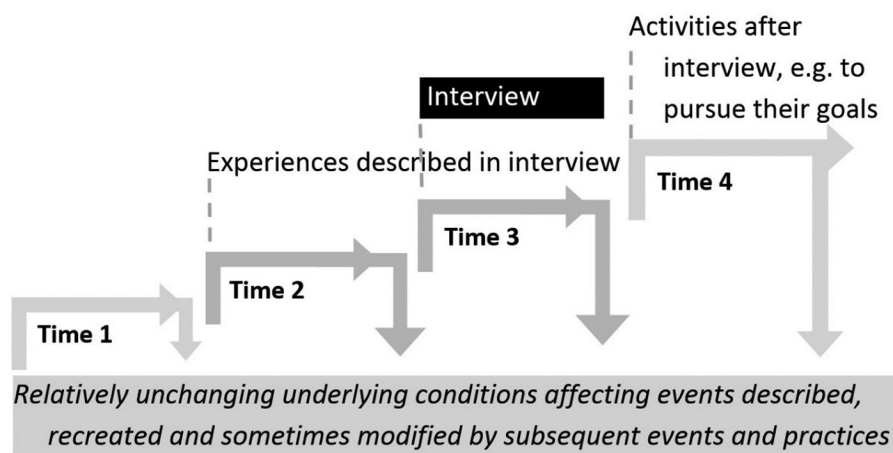 Activities after
interview, e.g. to
pursue their goals
Interview
Experiences described in interview
Time 4
Time 3
Time 2
Time 1
Relatively unchanging underlying conditions affecting events described,
recreated and sometimes modified by subsequent events and practices